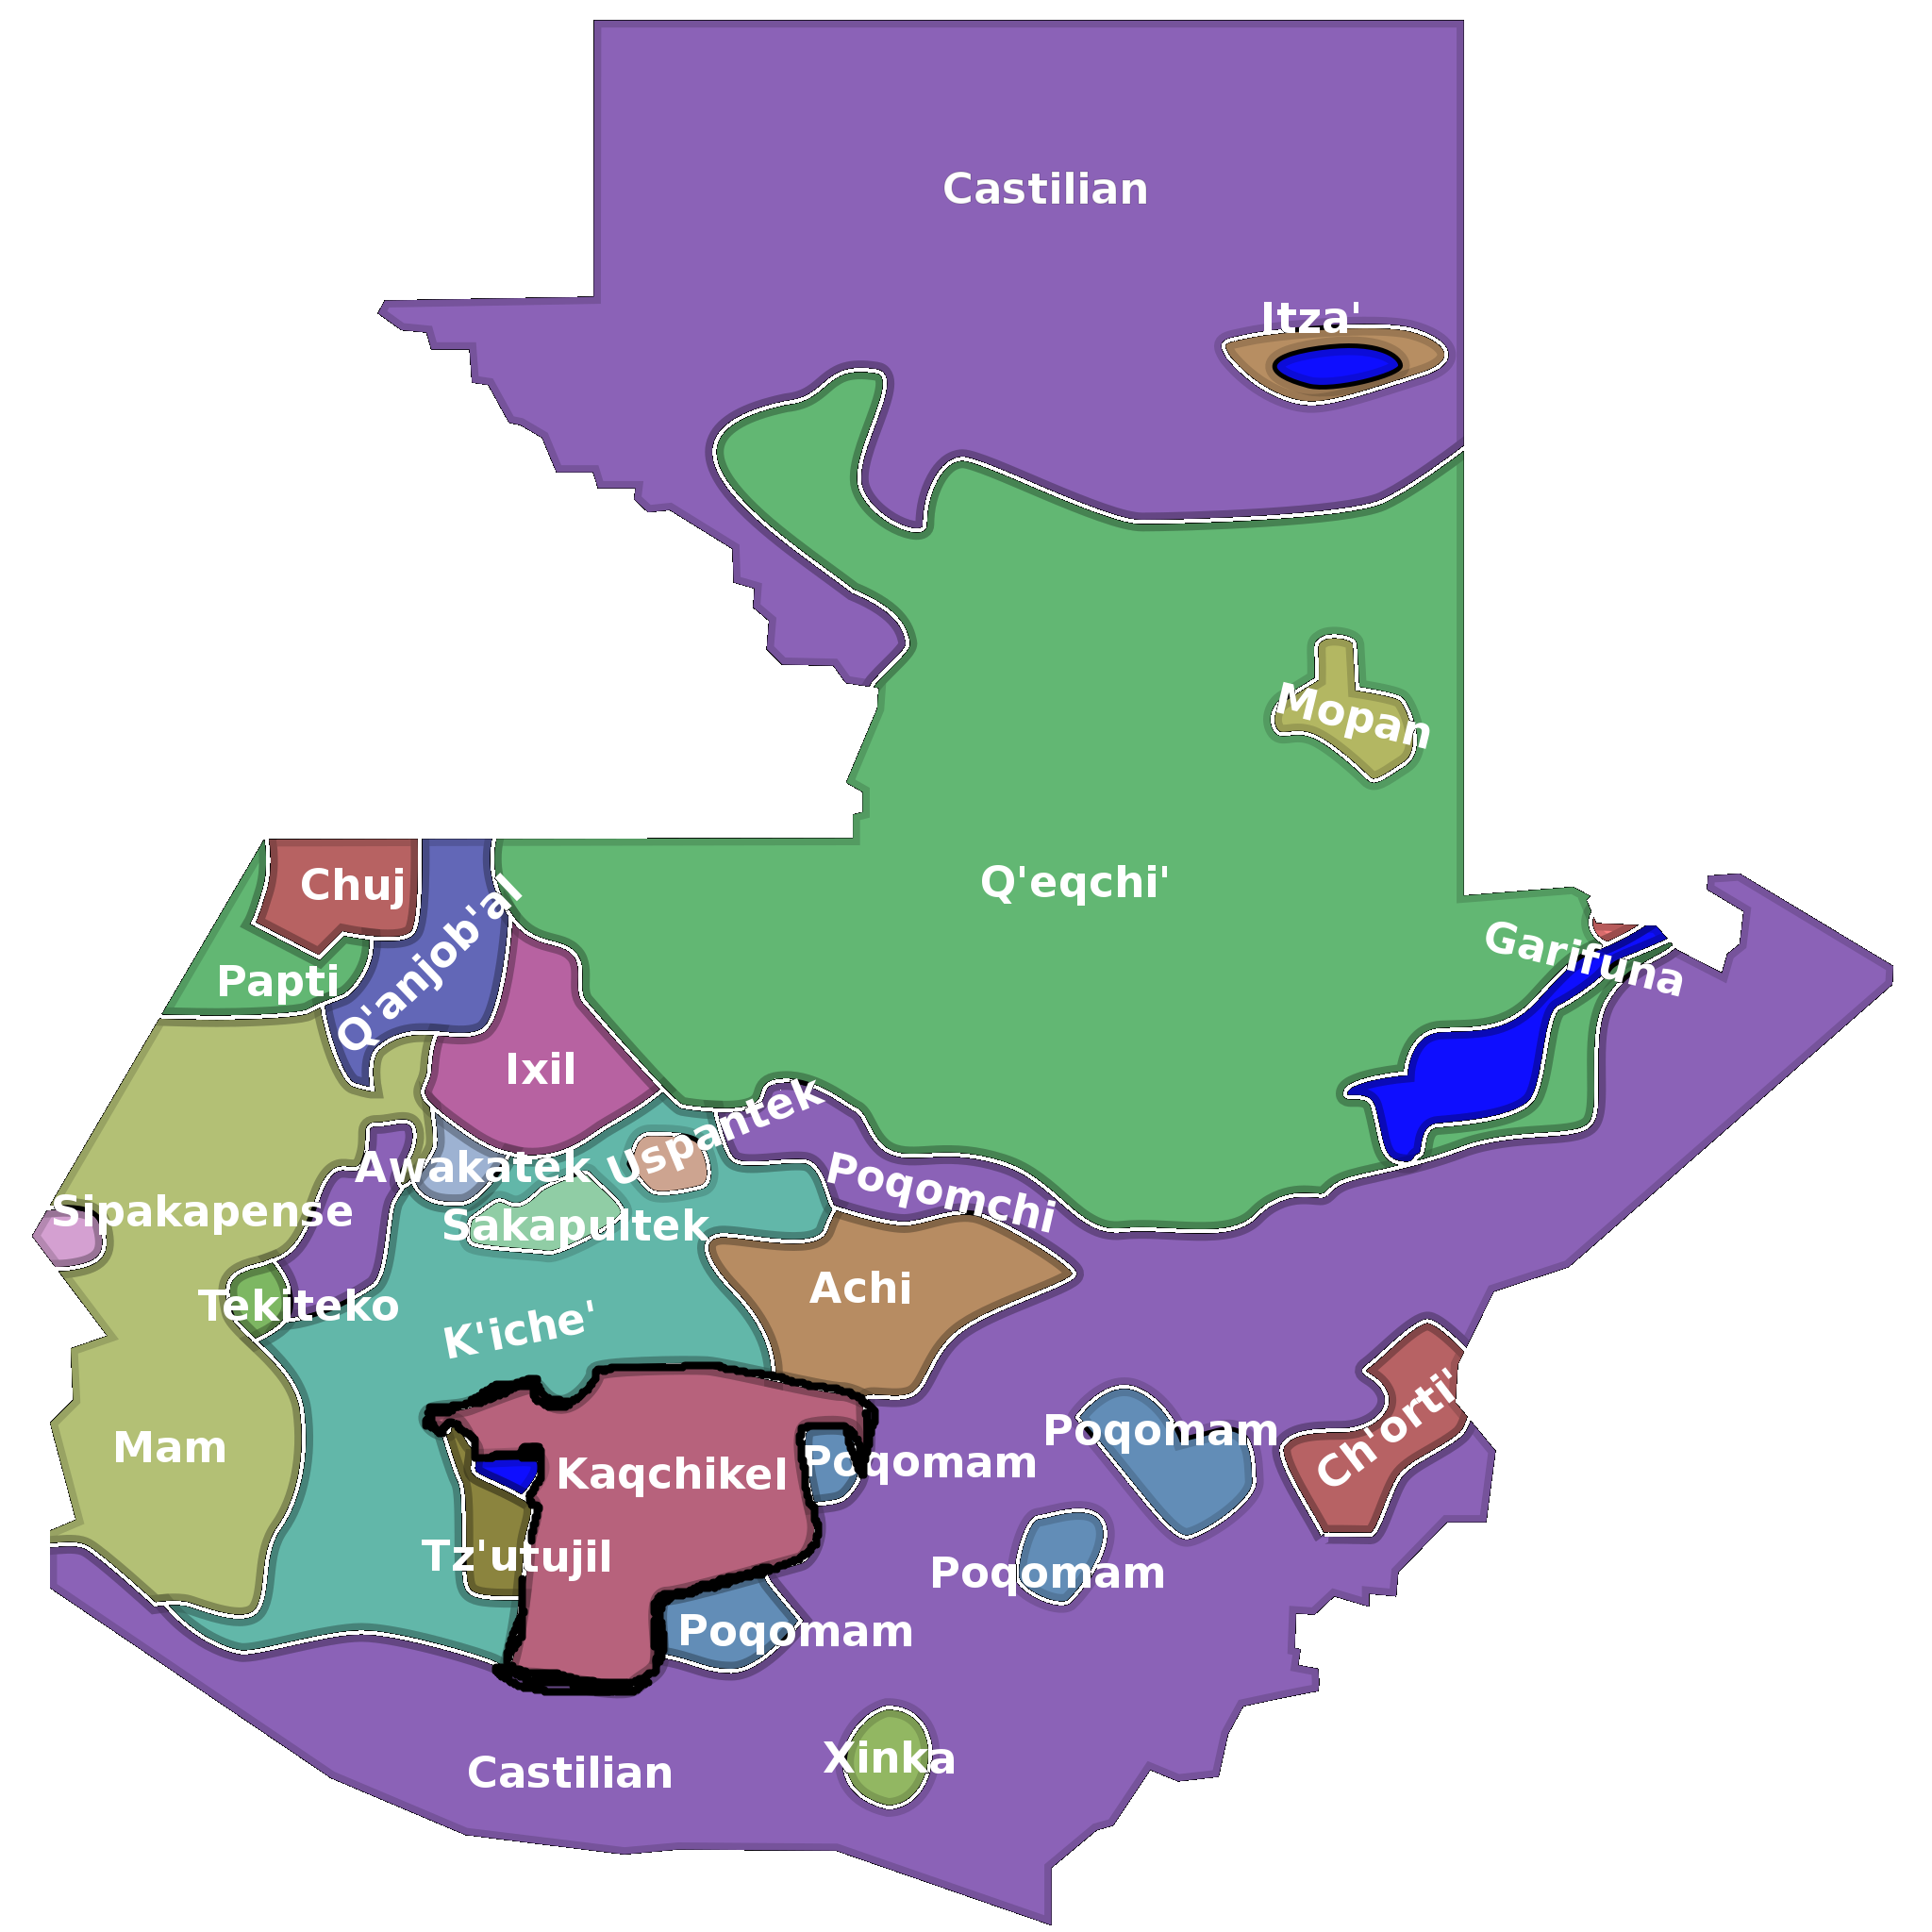 Castilian
Itza'
Mopan
Q'eqchi'
Chuj
Q'anjob'al
Papti
Garifuna
Ixil
Uspantek
Awakatek
Poqomchi
Sipakapense
Sakapultek
Achi
Tekiteko
K'iche'
Ch'orti'
Poqomam
Mam
Kaqchikel
Poqomam
Tz'utujil
Poqomam
Poqomam
Xinka
Castilian